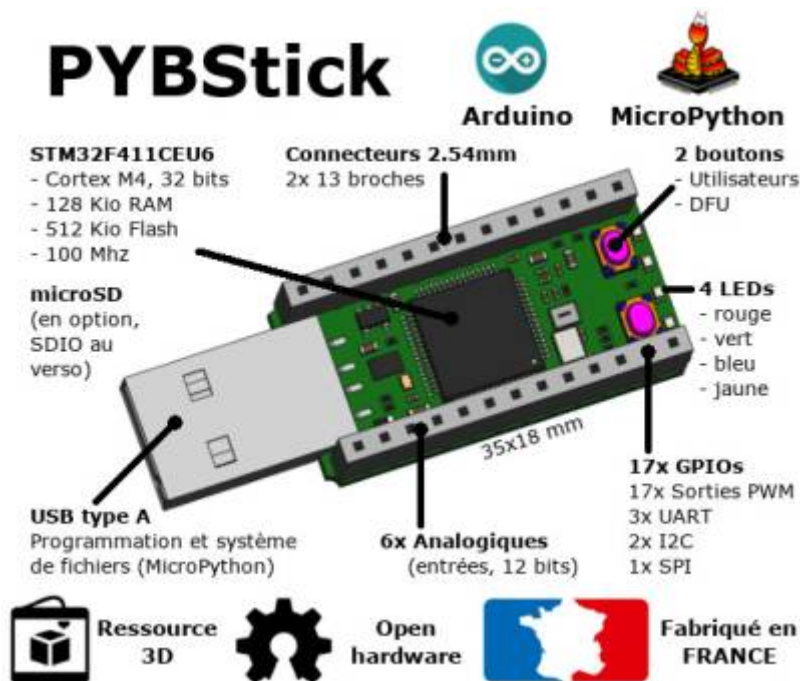 PYBStick
Arduino
MicroPython
STM32F411CEU6
- Cortex M4, 32 bits
- 128 Kio RAM
- 512 Kio Flash
- 100 Mhz
Connecteurs 2.54mm
2x 13 broches
2 boutons
- Utilisateurs
- DFU
microSD
(en option,
SDIO au
verso)
4 LEDs
- rouge
- vert
- bleu
- jaune
35x18 mm
USB type A
Programmation et système
de fichiers (MicroPython)
6x Analogiques
(entrées, 12 bits)
17x GPIOs
17x Sorties PWM
3x UART
2x I2C
1x SPI
Ressource
3D
Open
hardware
Fabriqué en
FRANCE